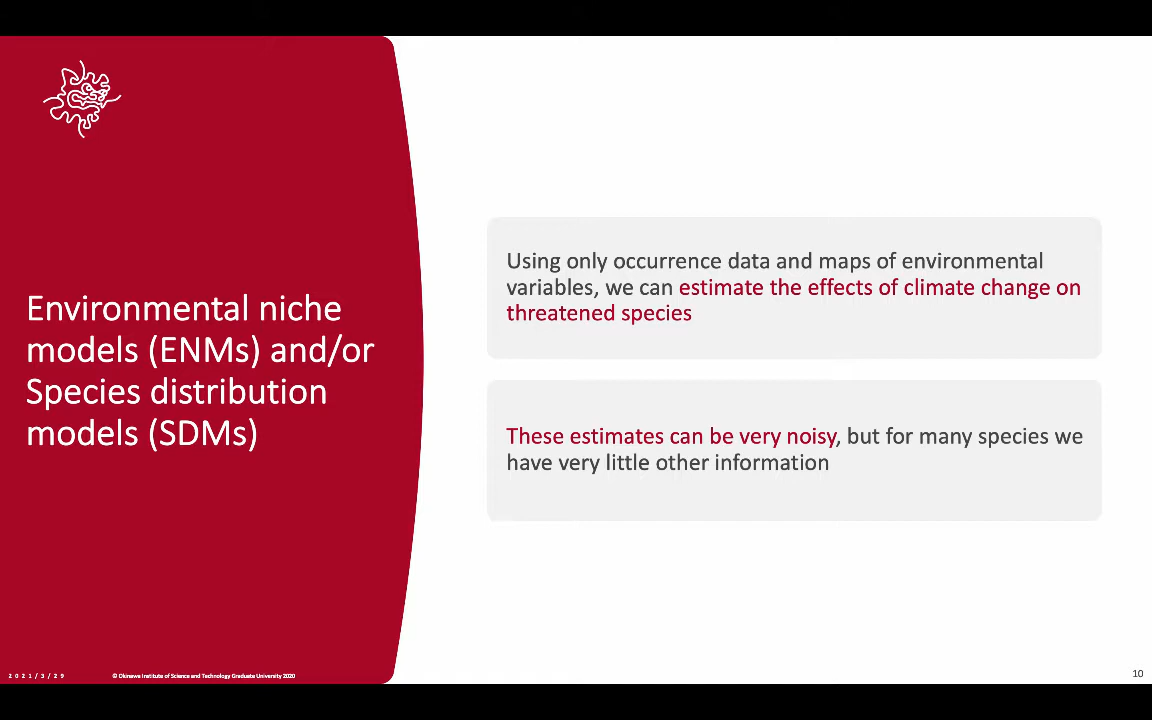 Environmental niche
models (ENMs) and/or
Species distribution
models (SDMs)
Using only occurrence data and maps of environmental
variables, we can estimate the effects of climate change on
threatened species
These estimates can be very noisy, but for many species we
have very little other information
2021/3/29
© Okinawa Institute of Science and Technology Graduate University 2020
10